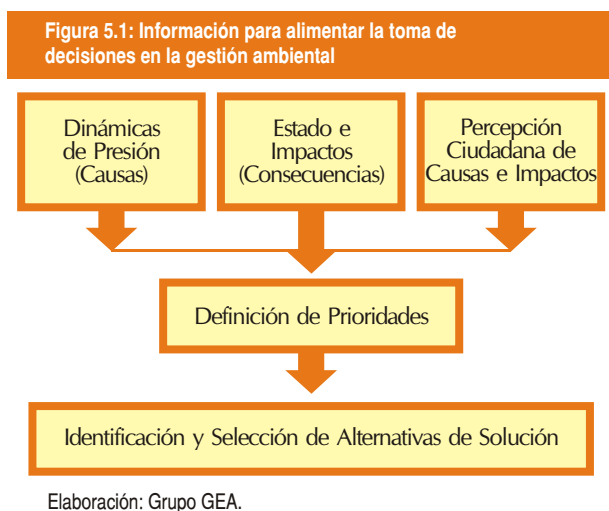 Figura 5.1: Información para alimentar la toma de
decisiones en la gestión ambiental
Dinámicas
de Presión
(Causas)
Estado e
Impactos
(Consecuencias)
Percepción
Ciudadana de
Causas e Impactos
Definición de Prioridades
Identificación y Selección de Alternativas de Solución
Elaboración: Grupo GEA.